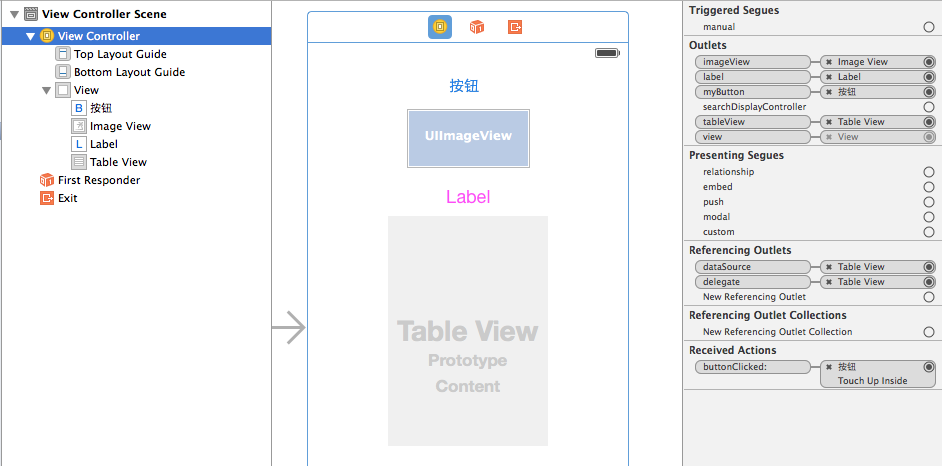 View Controller Scene
View Controller
Top Layout Guide
Bottom Layout Guide
View
B 按钮
Image View
L Label
Table View
First Responder
Exit
按钮
UIImageView
Label
Table View
Prototype
Content
Triggered Segues
manual
Outlets
imageView Image View
label Label
myButton 按钮
searchDisplayController
tableView Table View
view View
Presenting Segues
relationship
embed
push
modal
custom
Referencing Outlets
dataSource Table View
delegate Table View
New Referencing Outlet
Referencing Outlet Collections
New Referencing Outlet Collection
Received Actions
buttonClicked: 按钮
Touch Up Inside